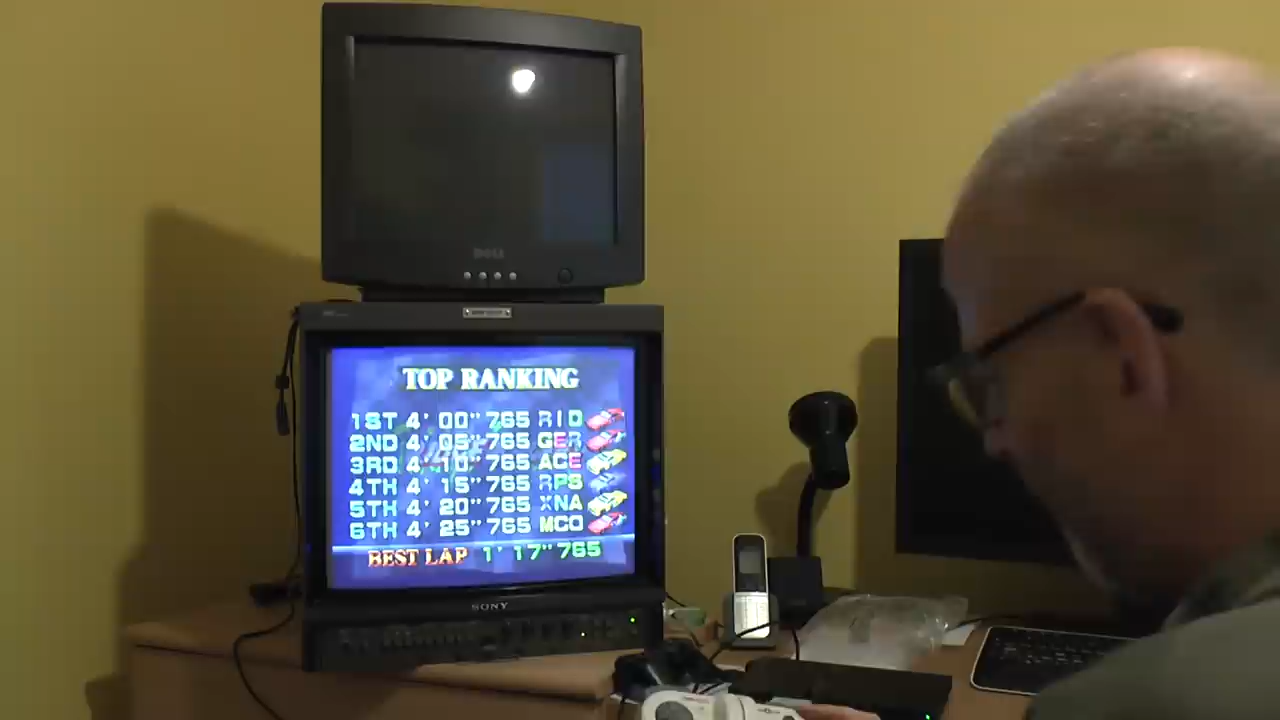 DELL
TOP RANKING
1ST 4' 00" 765 RID
2ND 4' 05" 765 GER
3RD 4' 10" 765 ACE
4TH 4' 15" 765 RPS
5TH 4' 20" 765 XNA
6TH 4' 25" 765 MCO
BEST LAP 1' 17" 765
SONY